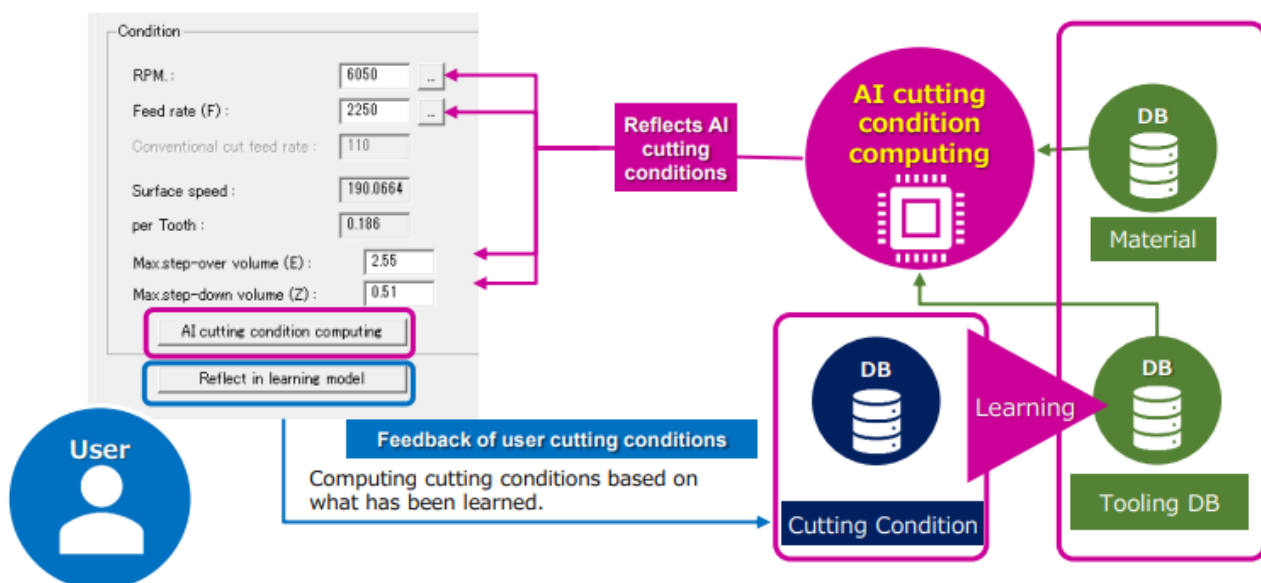 Condition
RPM. :
6050
...
Feed rate (F) :
2250
...
Conventional cut feed rate :
110
Surface speed :
190.0664
per Tooth :
0.186
Max.step-over volume (E) :
2.55
Max.step-down volume (Z) :
0.51
AI cutting condition computing
Reflect in learning model
Reflects AI
cutting
conditions
AI cutting
condition
computing
DB
Material
User
Feedback of user cutting conditions
Computing cutting conditions based on
what has been learned.
DB
Cutting Condition
Learning
DB
Tooling DB